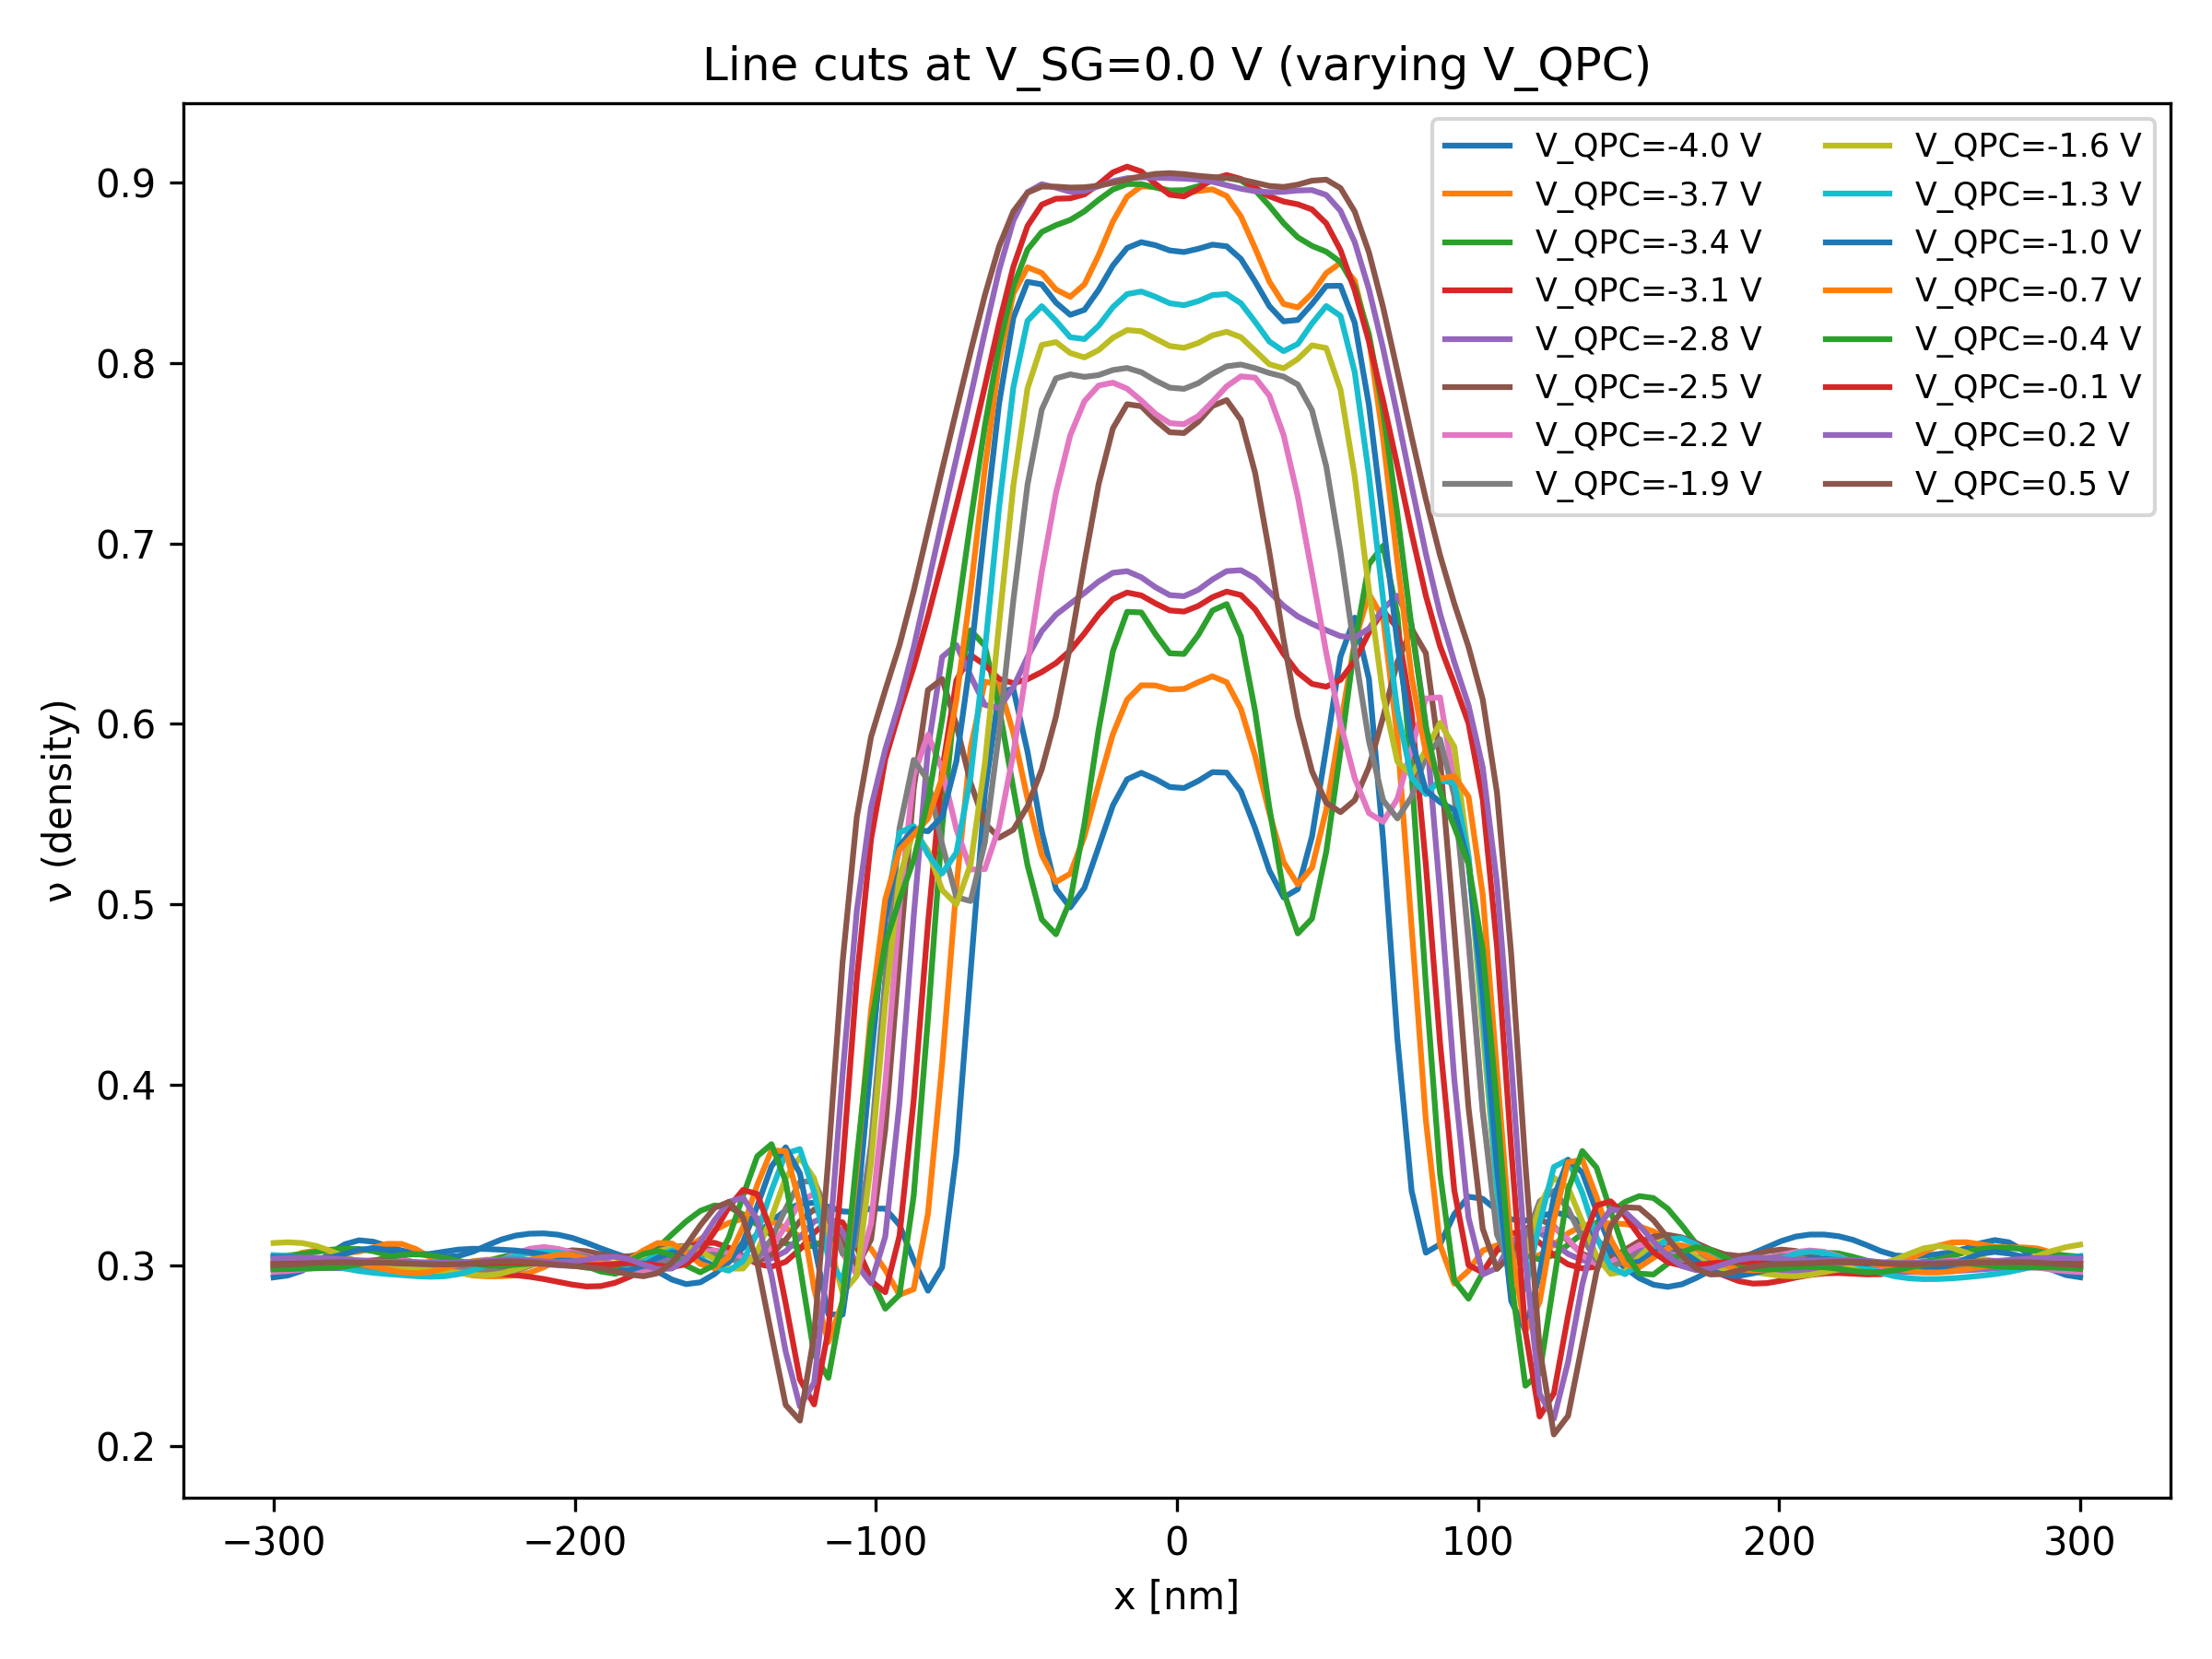 Line cuts at V_SG=0.0 V (varying V_QPC)
V_QPC=-4.0 V
V_QPC=-3.7 V
V_QPC=-3.4 V
V_QPC=-3.1 V
V_QPC=-2.8 V
V_QPC=-2.5 V
V_QPC=-2.2 V
V_QPC=-1.9 V
V_QPC=-1.6 V
V_QPC=-1.3 V
V_QPC=-1.0 V
V_QPC=-0.7 V
V_QPC=-0.4 V
V_QPC=-0.1 V
V_QPC=0.2 V
V_QPC=0.5 V
ν (density)
0.9
0.8
0.7
0.6
0.5
0.4
0.3
0.2
−300
−200
−100
0
100
200
300
x [nm]